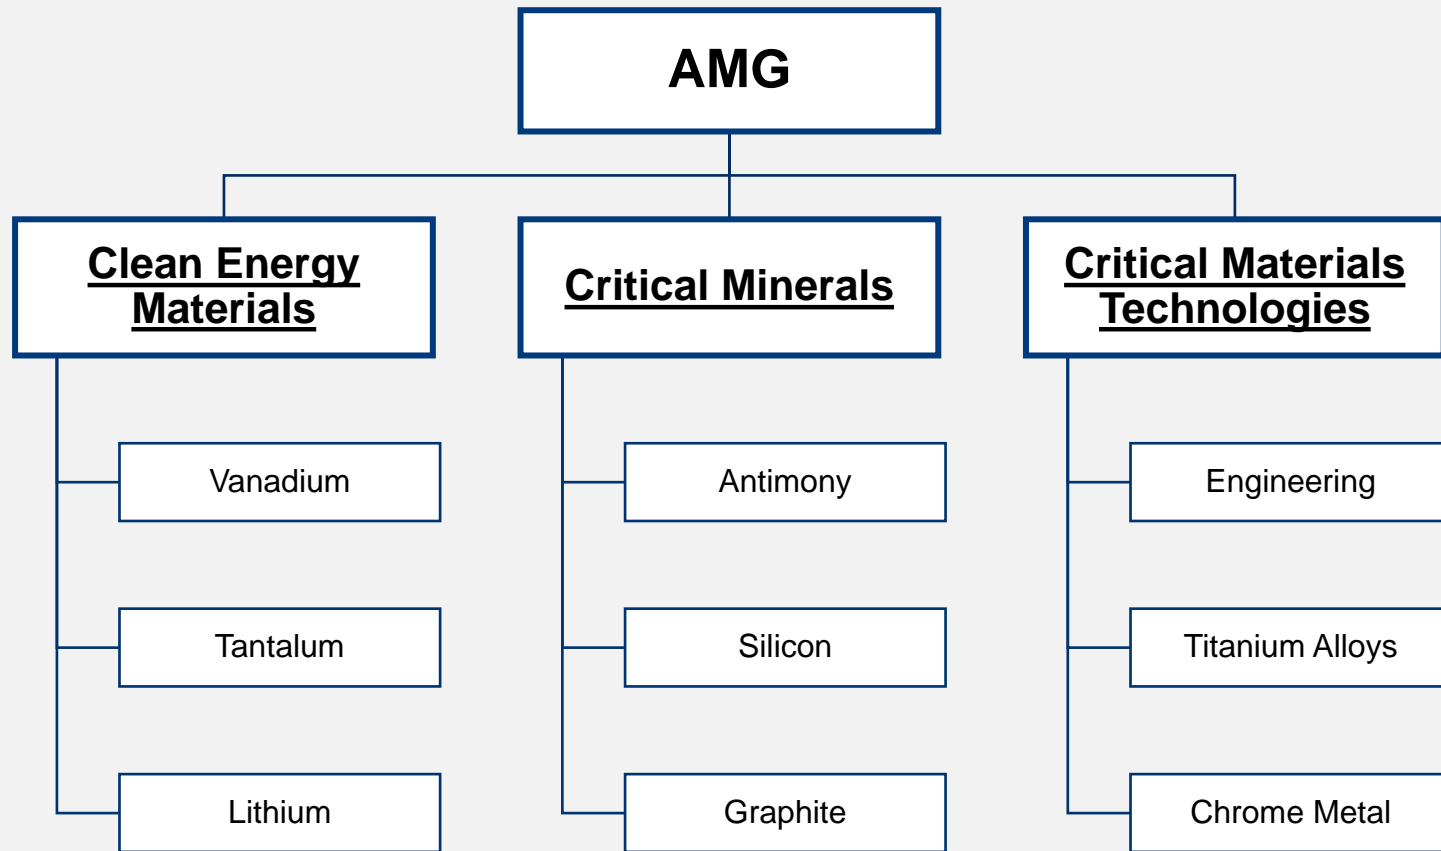 AMG
Clean Energy
Materials
Critical Minerals
Critical Materials
Technologies
Vanadium
Antimony
Engineering
Tantalum
Silicon
Titanium Alloys
Lithium
Graphite
Chrome Metal